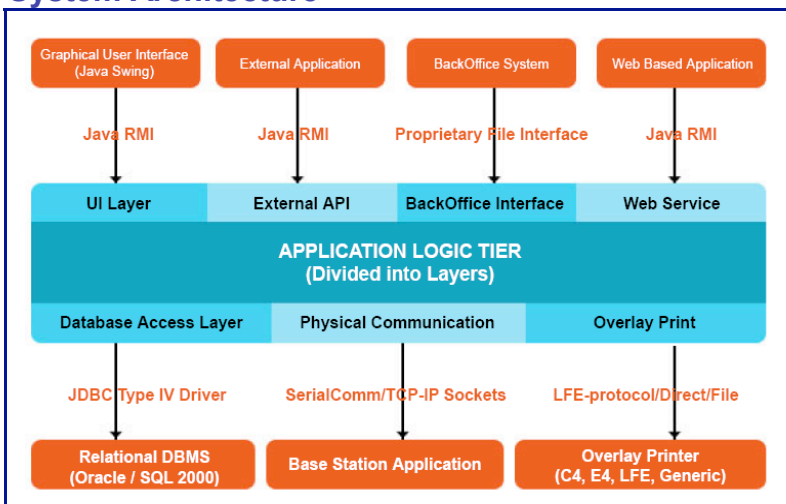 System Architecture
Graphical User Interface
(Java Swing)
External Application
BackOffice System
Web Based Application
Java RMI
Java RMI
Proprietary File Interface
Java RMI
UI Layer
External API
BackOffice Interface
Web Service
APPLICATION LOGIC TIER
(Divided into Layers)
Database Access Layer
Physical Communication
Overlay Print
JDBC Type IV Driver
SerialComm/TCP-IP Sockets
LFE-protocol/Direct/File
Relational DBMS
(Oracle / SQL 2000)
Base Station Application
Overlay Printer
(C4, E4, LFE, Generic)